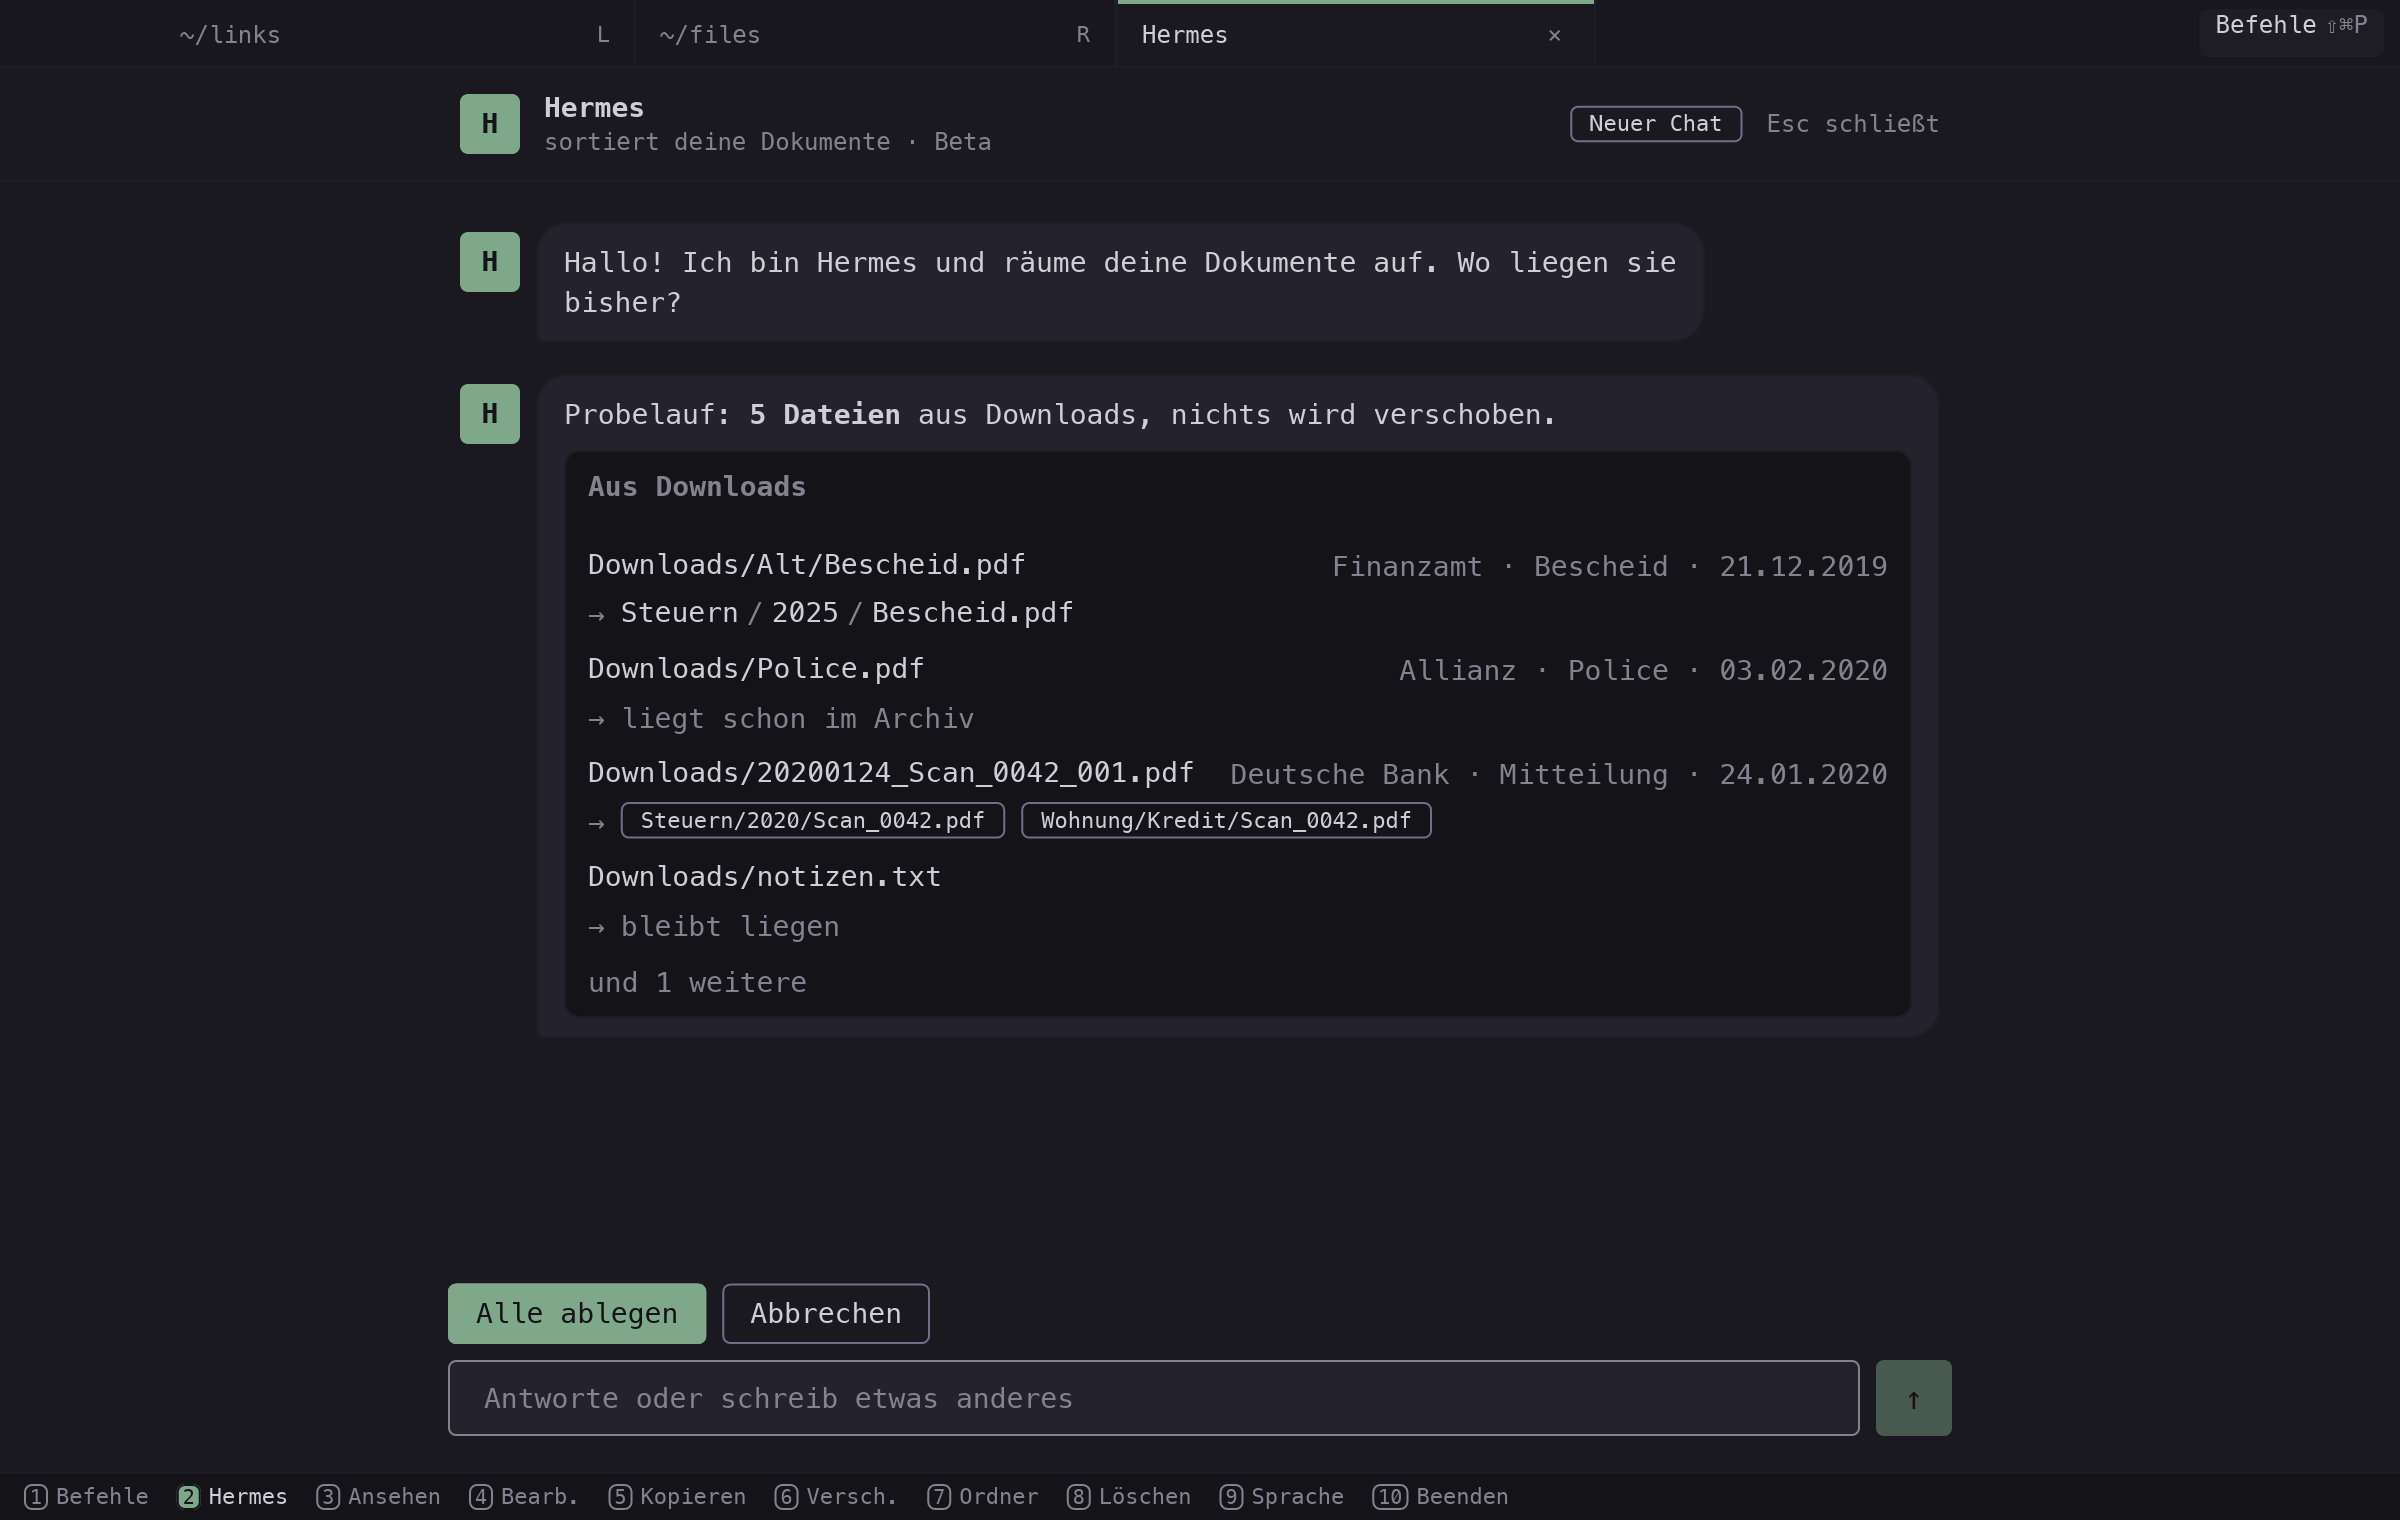 ~/links L ~/files R Hermes × Befehle ⇧⌘P
H Hermes Neuer Chat Esc schließt
sortiert deine Dokumente · Beta
H Hallo! Ich bin Hermes und räume deine Dokumente auf. Wo liegen sie
bisher?
H Probelauf: 5 Dateien aus Downloads, nichts wird verschoben.
Aus Downloads
Downloads/Alt/Bescheid.pdf Finanzamt · Bescheid · 21.12.2019
→ Steuern / 2025 / Bescheid.pdf
Downloads/Police.pdf Allianz · Police · 03.02.2020
→ liegt schon im Archiv
Downloads/20200124_Scan_0042_001.pdf Deutsche Bank · Mitteilung · 24.01.2020
→ Steuern/2020/Scan_0042.pdf Wohnung/Kredit/Scan_0042.pdf
Downloads/notizen.txt
→ bleibt liegen
und 1 weitere
Alle ablegen Abbrechen
Antworte oder schreib etwas anderes ↑
1 Befehle 2 Hermes 3 Ansehen 4 Bearb. 5 Kopieren 6 Versch. 7 Ordner 8 Löschen 9 Sprache 10 Beenden